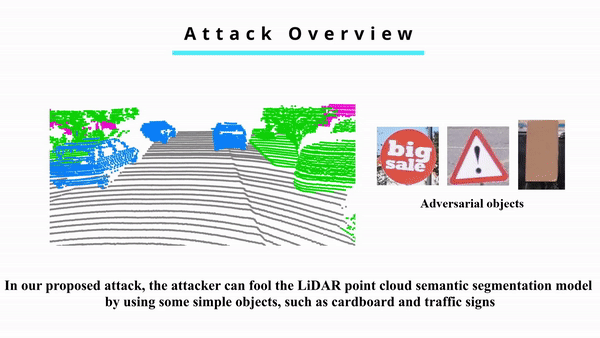 Attack Overview
big
sale
!
Adversarial objects
In our proposed attack, the attacker can fool the LiDAR point cloud semantic segmentation model
by using some simple objects, such as cardboard and traffic signs